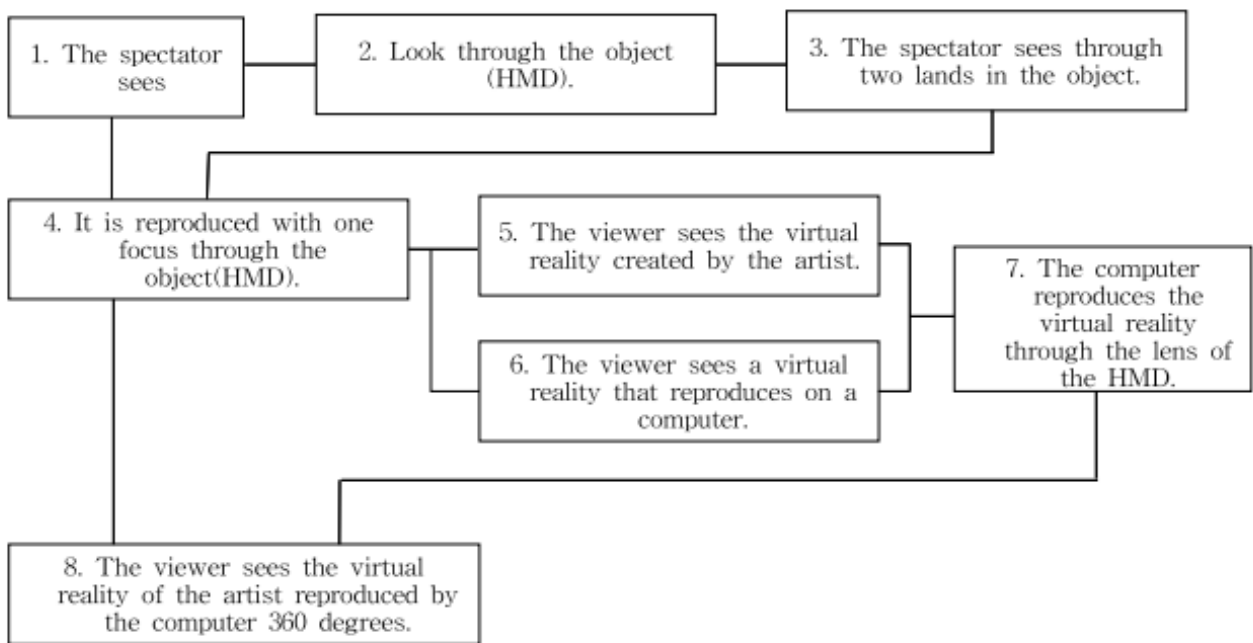 1. The spectator
sees
2. Look through the object
(HMD).
3. The spectator sees through
two lands in the object.
4. It is reproduced with one
focus through the
object(HMD).
5. The viewer sees the virtual
reality created by the artist.
6. The viewer sees a virtual
reality that reproduces on a
computer.
7. The computer
reproduces the
virtual reality
through the lens of
the HMD.
8. The viewer sees the virtual
reality of the artist reproduced by
the computer 360 degrees.